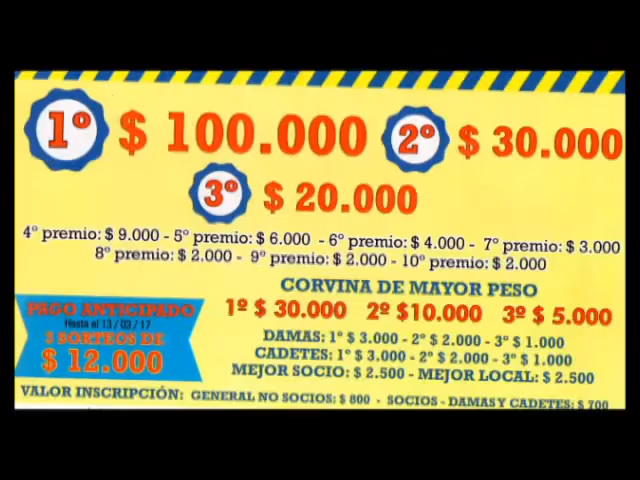 1º $ 100.000 2º $ 30.000
3º $ 20.000
4º premio: $ 9.000 - 5º premio: $ 6.000 - 6º premio: $ 4.000 - 7º premio: $ 3.000
8º premio: $ 2.000 - 9º premio: $ 2.000 - 10º premio: $ 2.000
CORVINA DE MAYOR PESO
1º $ 30.000 2º $10.000 3º $ 5.000
DAMAS: 1º $ 3.000 - 2º $ 2.000 - 3º $ 1.000
CADETES: 1º $ 3.000 - 2º $ 2.000 - 3º $ 1.000
MEJOR SOCIO: $ 2.500 - MEJOR LOCAL: $ 2.500
PAGO ANTICIPADO
Hasta el 13 / 03 / 17
3 SORTEOS DE
$ 12.000
VALOR INSCRIPCIÓN: GENERAL NO SOCIOS: $ 800 - SOCIOS - DAMAS Y CADETES: $ 700